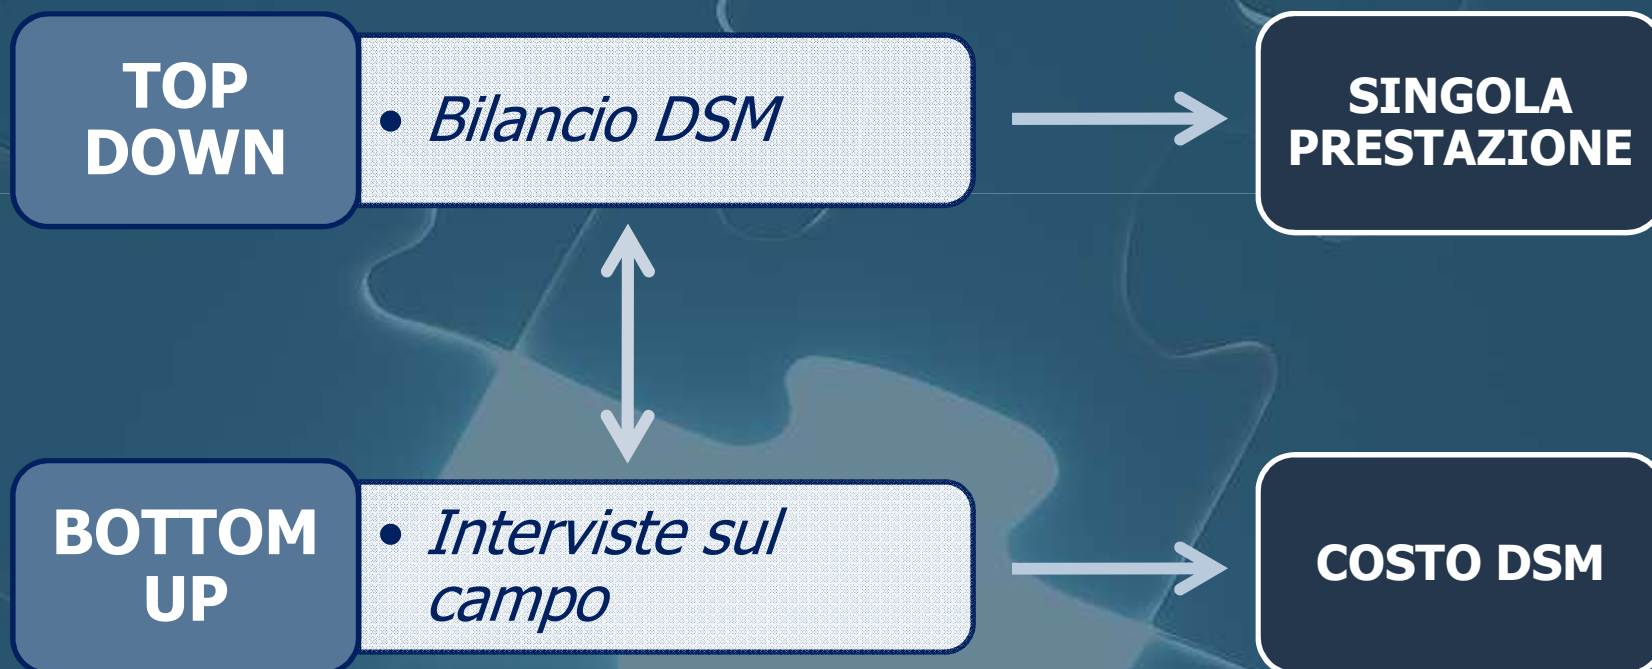 TOP
DOWN
• Bilancio DSM
SINGOLA
PRESTAZIONE
BOTTOM
UP
• Interviste sul
campo
COSTO DSM